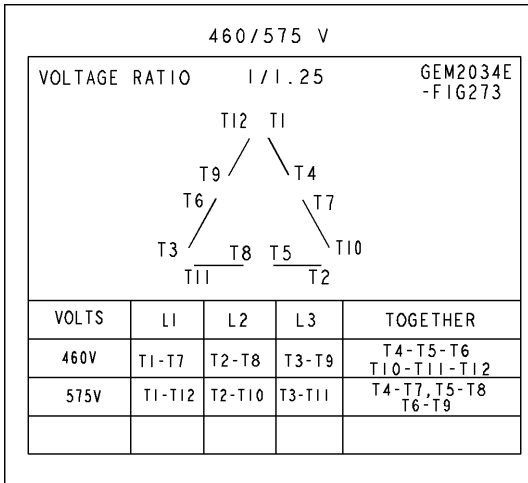 460/575 V
VOLTAGE RATIO 1/1.25 GEM2034E
-FIG273
T12 T1
T9 T4
T6 T7
T3 T8 T5 T10
T11 T2
VOLTS L1 L2 L3 TOGETHER
460V T1-T7 T2-T8 T3-T9 T4-T5-T6
T10-T11-T12
575V T1-T12 T2-T10 T3-T11 T4-T7,T5-T8
T6-T9